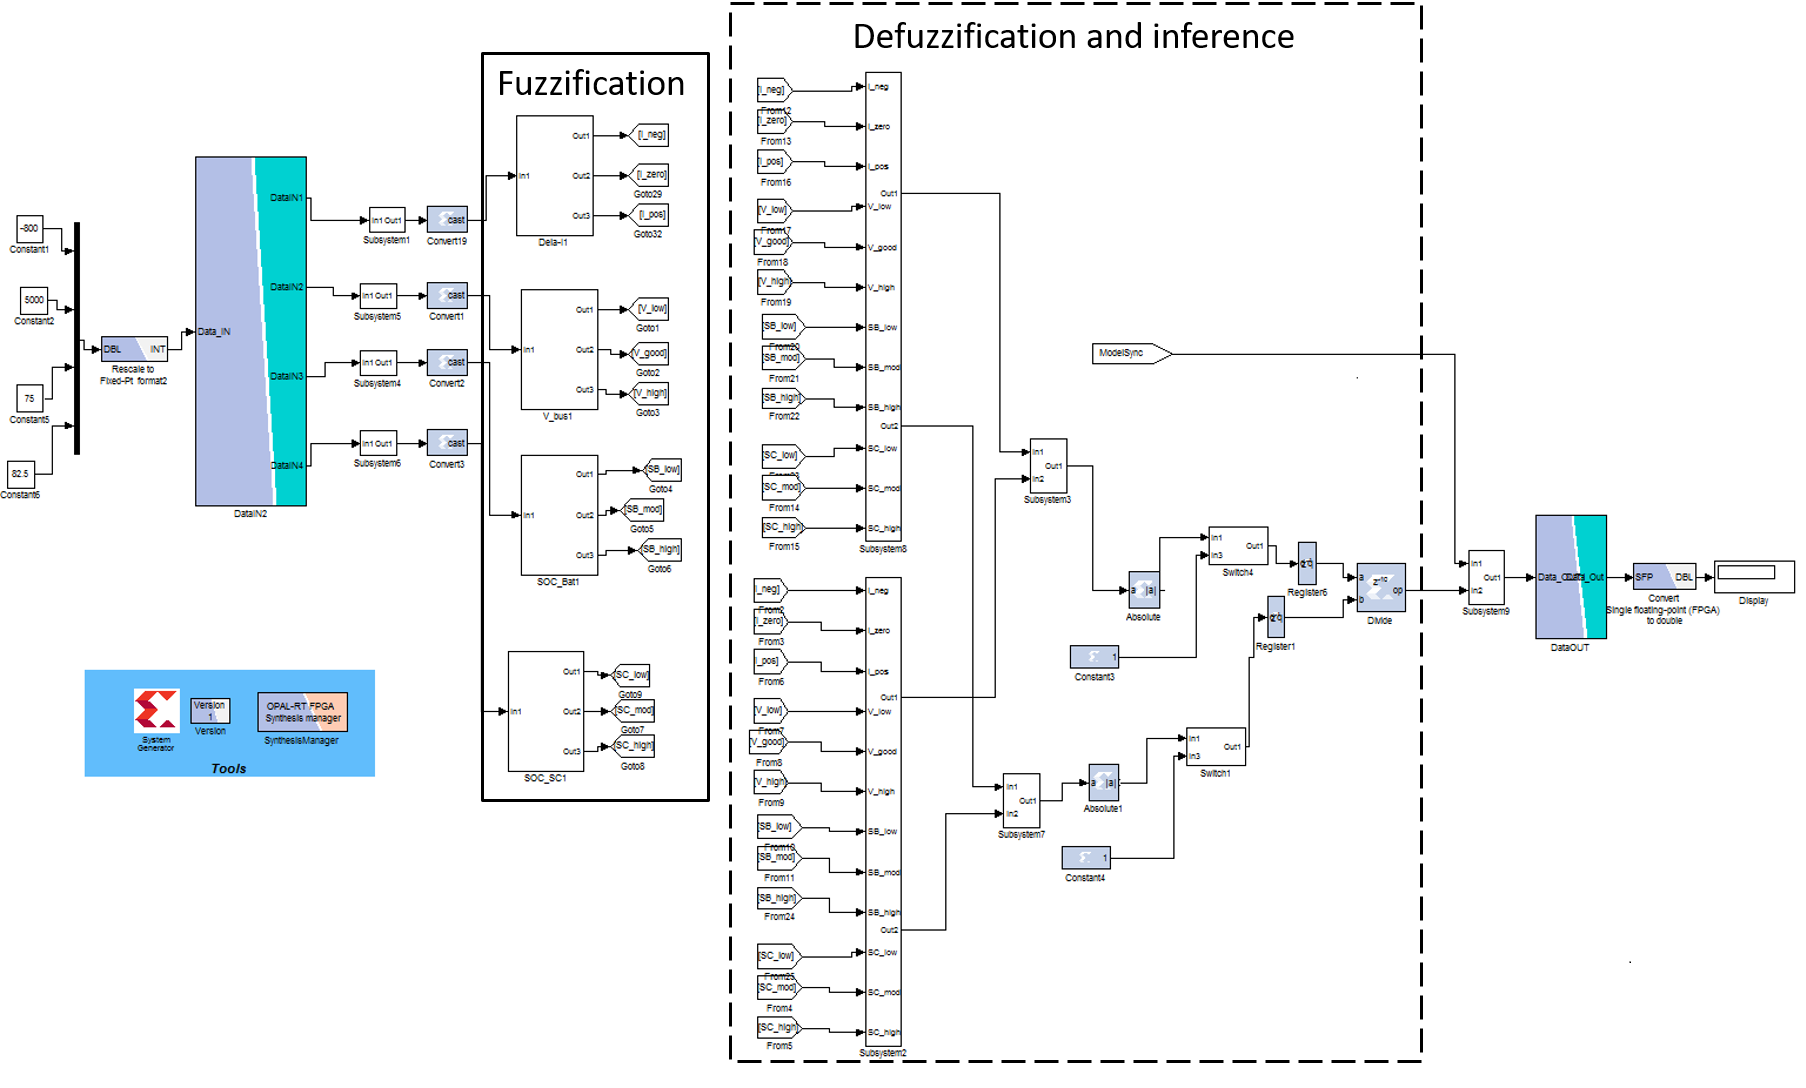 Fuzzification
Defuzzification and inference
-800
Constant1
5000
Constant2
75
Constant5
82.5
Constant6
DBL INT
Rescale to
Fixed-Pt format2
Data_IN
DataIN1
DataIN2
DataIN3
DataIN4
DataIN2
In1 Out1
Subsystem1
cast
Convert19
In1 Out1
Subsystem5
cast
Convert1
In1 Out1
Subsystem4
cast
Convert2
In1 Out1
Subsystem6
cast
Convert3
In1
Out1
Out2
Out3
Dela-I1
[I_neg]
[I_zero]
Goto29
[I_pos]
Goto32
In1
Out1
Out2
Out3
V_bus1
[V_low]
Goto1
[V_good]
Goto2
[V_high]
Goto3
In1
Out1
Out2
Out3
SOC_Bat1
[SB_low]
Goto4
[SB_mod]
Goto5
[SB_high]
Goto6
In1
Out1
Out2
Out3
SOC_SC1
[SC_low]
Goto9
[SC_mod]
Goto7
[SC_high]
Goto8
System
Generator
Version
1
Version
OPAL-RT FPGA
Synthesis manager
SynthesisManager
Tools
[I_neg]
From12
[I_zero]
From13
[I_pos]
From16
[V_low]
From17
[V_good]
From18
[V_high]
From19
[SB_low]
From20
[SB_mod]
From21
[SB_high]
From22
[SC_low]
[SC_mod]
From14
[SC_high]
From15
I_neg
I_zero
I_pos
Out1
V_low
V_good
V_high
SB_low
SB_mod
SB_high
Out2
SC_low
SC_mod
SC_high
Subsystem8
[I_neg]
From2
[I_zero]
From3
[I_pos]
From6
[V_low]
From7
[V_good]
From8
[V_high]
From9
[SB_low]
From10
[SB_mod]
From11
[SB_high]
From24
[SC_low]
From25
[SC_mod]
From4
[SC_high]
From5
I_neg
I_zero
I_pos
Out1
V_low
V_good
V_high
SB_low
SB_mod
SB_high
Out2
SC_low
SC_mod
SC_high
Subsystem2
ModelSync
In1
Out1
In2
Subsystem3
In1
Out1
In2
Subsystem7
a |a|
Absolute
1
Constant3
a |a|
Absolute1
1
Constant4
In1
Out1
In3
Switch4
In1
Out1
In3
Switch1
Register6
Register1
a
b
op
Divide
In1
Out1
In2
Subsystem9
Data_Out
DataOUT
SFP DBL
Convert
Single floating-point (FPGA)
to double
Display